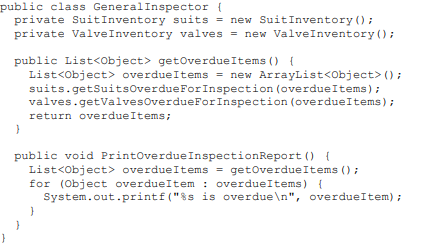 public class GeneralInspector {
  private SuitInventory suits = new SuitInventory();
  private ValveInventory valves = new ValveInventory();

  public List<Object> getOverdueItems() {
    List<Object> overdueItems = new ArrayList<Object>();
    suits.getSuitsOverdueForInspection(overdueItems);
    valves.getValvesOverdueForInspection(overdueItems);
    return overdueItems;
  }

  public void PrintOverdueInspectionReport() {
    List<Object> overdueItems = getOverdueItems();
    for (Object overdueItem : overdueItems) {
      System.out.printf("%s is overdue\n", overdueItem);
    }
  }
}